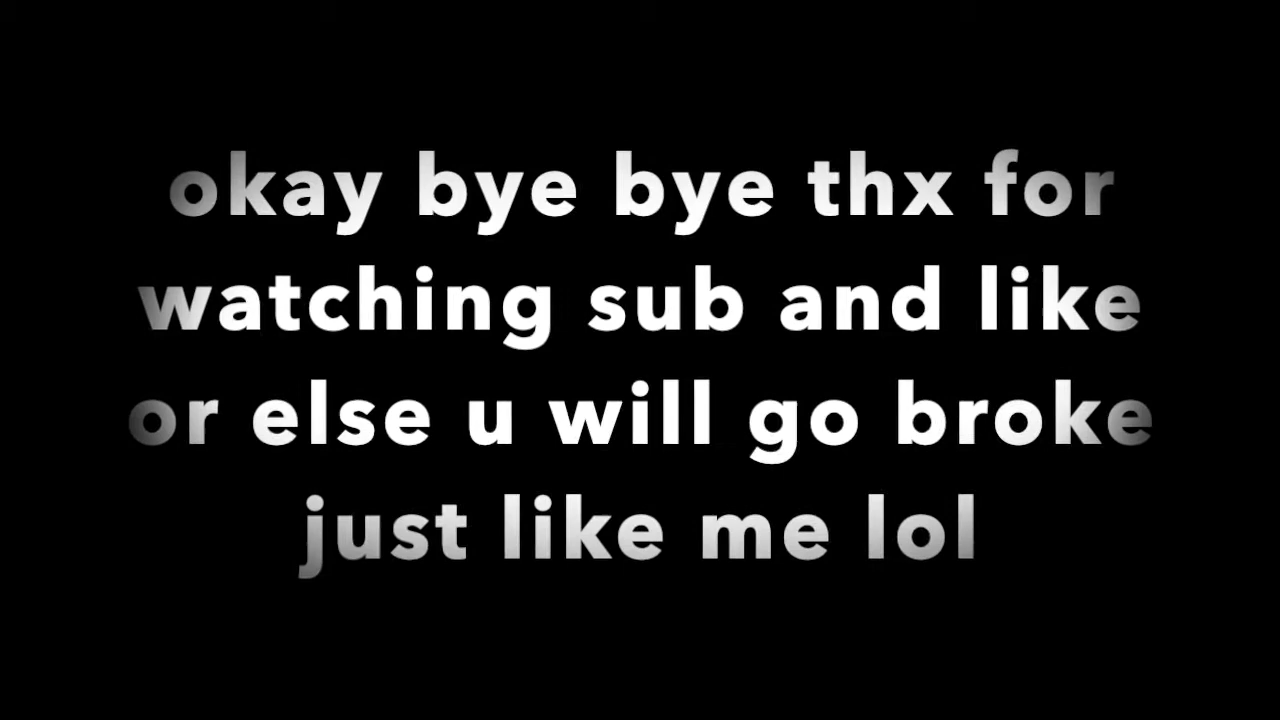 okay bye bye thx for
watching sub and like
or else u will go broke
just like me lol